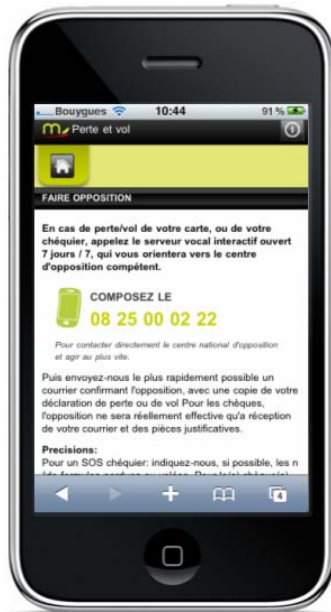 Bouygues 10:44 91 %
m Perte et vol
FAIRE OPPOSITION
En cas de perte/vol de votre carte, ou de votre
chéquier, appelez le serveur vocal interactif ouvert
7 jours / 7, qui vous orientera vers le centre
d'opposition compétent.
COMPOSEZ LE
08 25 00 02 22
Pour contacter directement le centre national d'opposition
et agir au plus vite.
Puis envoyez-nous le plus rapidement possible un
courrier confirmant l'opposition, avec une copie de votre
déclaration de perte ou de vol Pour les chèques,
l'opposition ne sera réellement effective qu'a réception
de votre courrier et des pièces justificatives.
Precisions:
Pour un SOS chéquier: indiquez-nous, si possible, les n
4